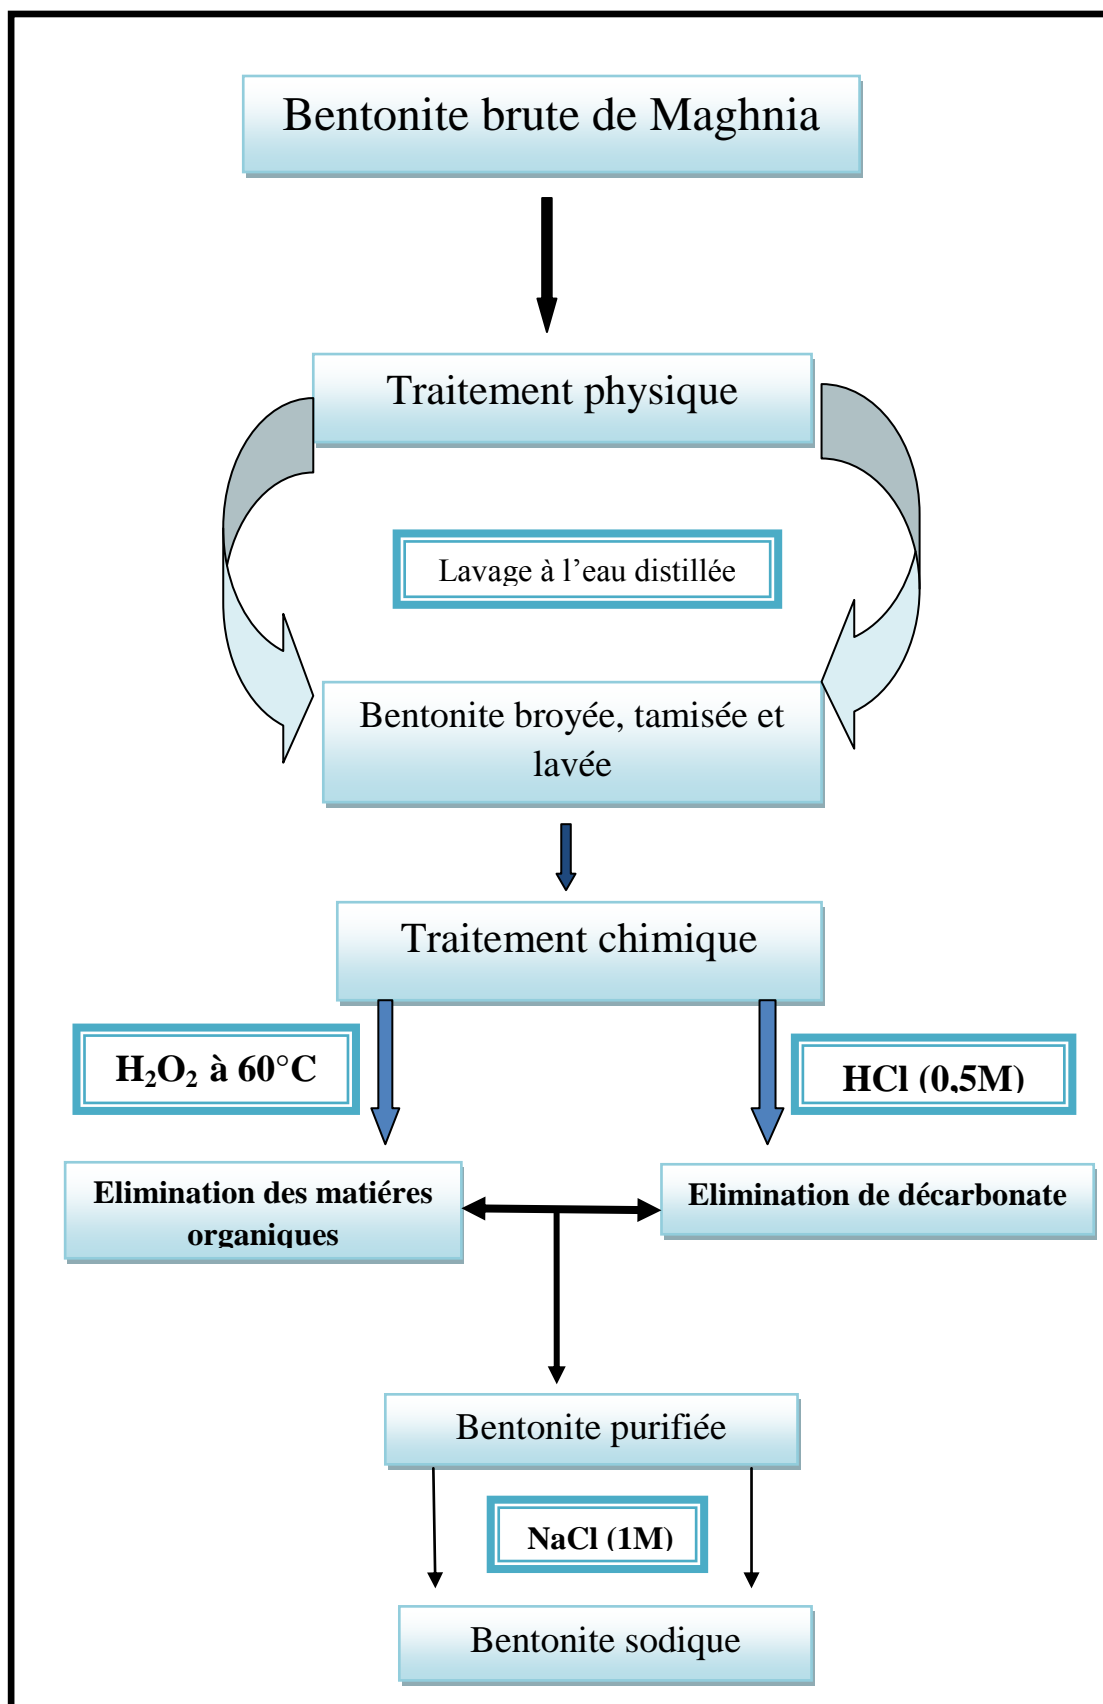 Bentonite brute de Maghnia
Traitement physique
Lavage à l’eau distillée
Bentonite broyée, tamisée et
lavée
Traitement chimique
H₂O₂ à 60°C
HCl (0,5M)
Elimination des matiéres
organiques
Elimination de décarbonate
Bentonite purifiée
NaCl (1M)
Bentonite sodique